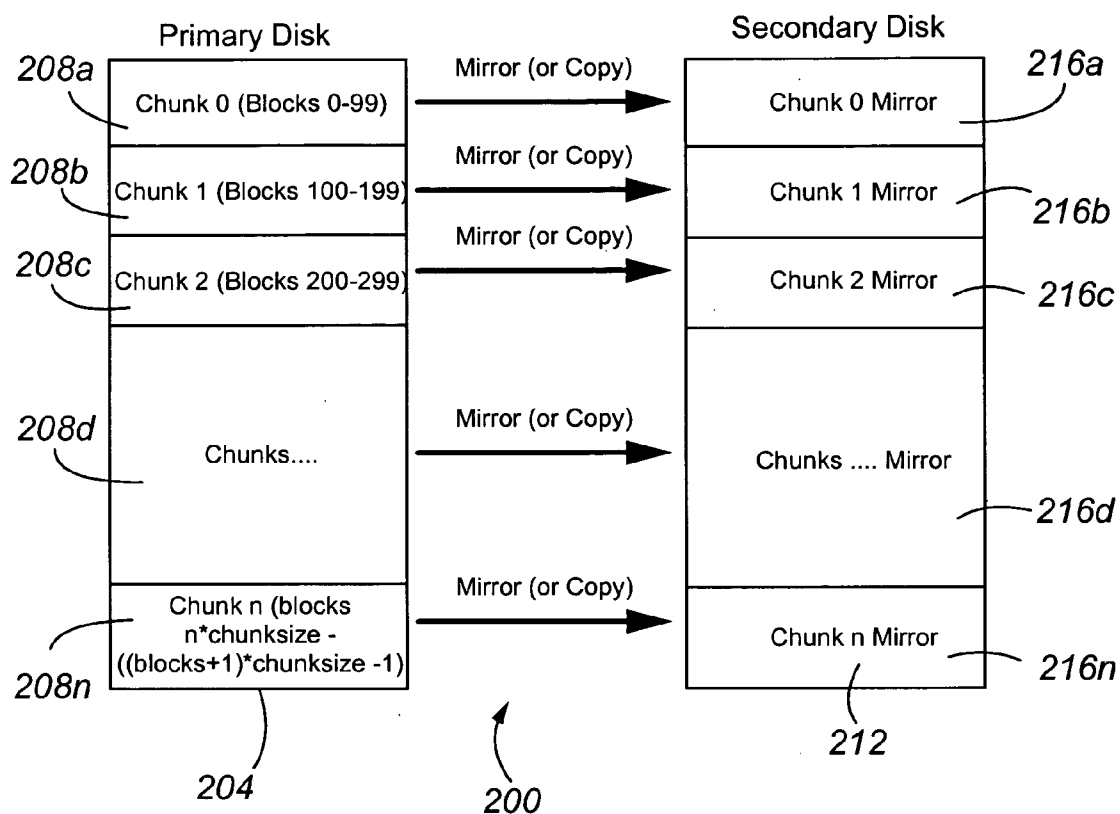 Primary Disk
Secondary Disk
208a
Chunk 0 (Blocks 0-99)
Mirror (or Copy)
Chunk 0 Mirror
216a
208b
Chunk 1 (Blocks 100-199)
Mirror (or Copy)
Chunk 1 Mirror
216b
208c
Chunk 2 (Blocks 200-299)
Mirror (or Copy)
Chunk 2 Mirror
216c
208d
Chunks....
Mirror (or Copy)
Chunks .... Mirror
216d
208n
Chunk n (blocks
n*chunksize -
((blocks+1)*chunksize -1)
Mirror (or Copy)
Chunk n Mirror
216n
204
200
212